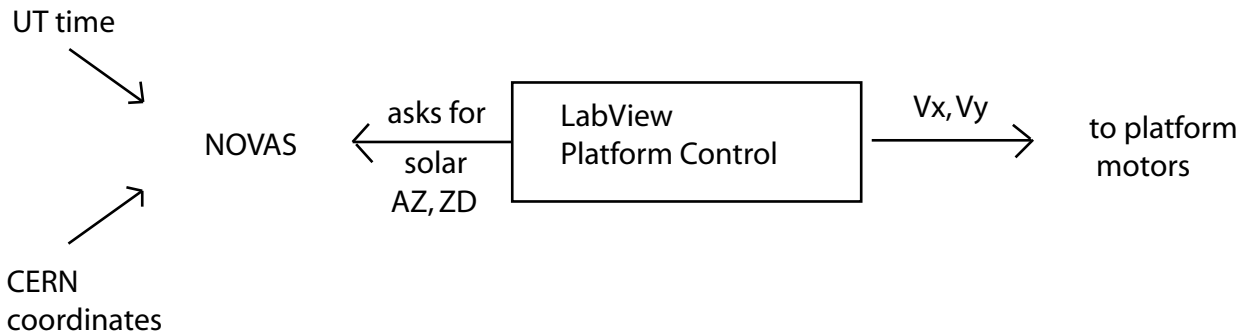 UT time
NOVAS
CERN
coordinates
asks for
solar
AZ, ZD
LabView
Platform Control
Vx, Vy
to platform
motors